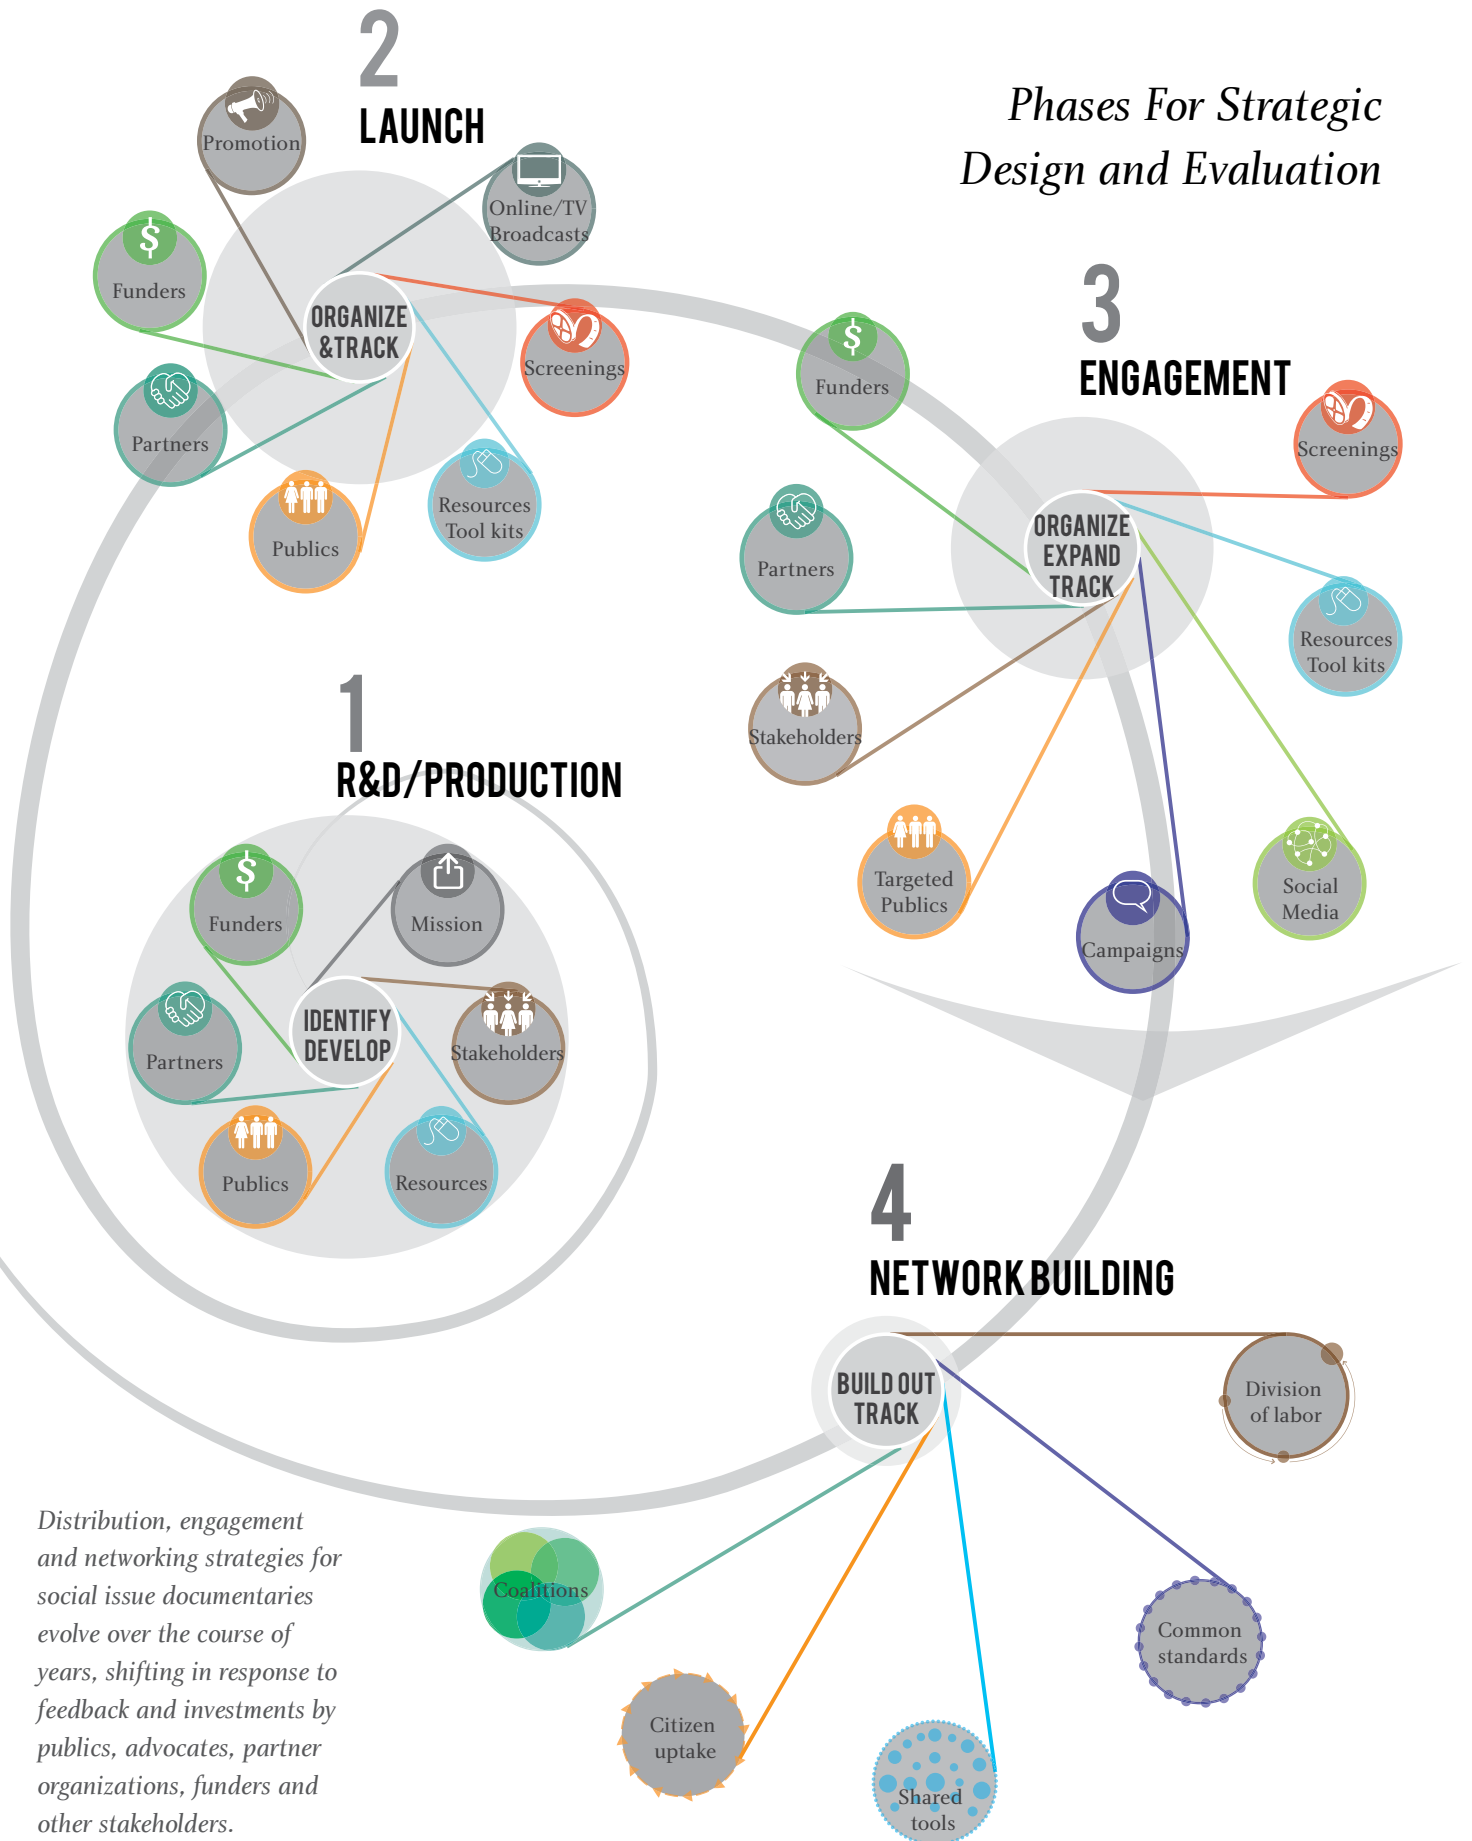 Phases For Strategic
Design and Evaluation
2
LAUNCH
Promotion
Online/TV
Broadcasts
Funders
ORGANIZE
&TRACK
Screenings
Partners
Resources
Tool kits
Publics
3
ENGAGEMENT
Funders
Screenings
ORGANIZE
EXPAND
TRACK
Partners
Resources
Tool kits
Stakeholders
Targeted
Publics
Social
Media
Campaigns
1
R&D/PRODUCTION
Funders
Mission
IDENTIFY
DEVELOP
Partners
Stakeholders
Publics
Resources
4
NETWORK BUILDING
BUILD OUT
TRACK
Division
of labor
Coalitions
Common
standards
Citizen
uptake
Shared
tools
Distribution, engagement
and networking strategies for
social issue documentaries
evolve over the course of
years, shifting in response to
feedback and investments by
publics, advocates, partner
organizations, funders and
other stakeholders.